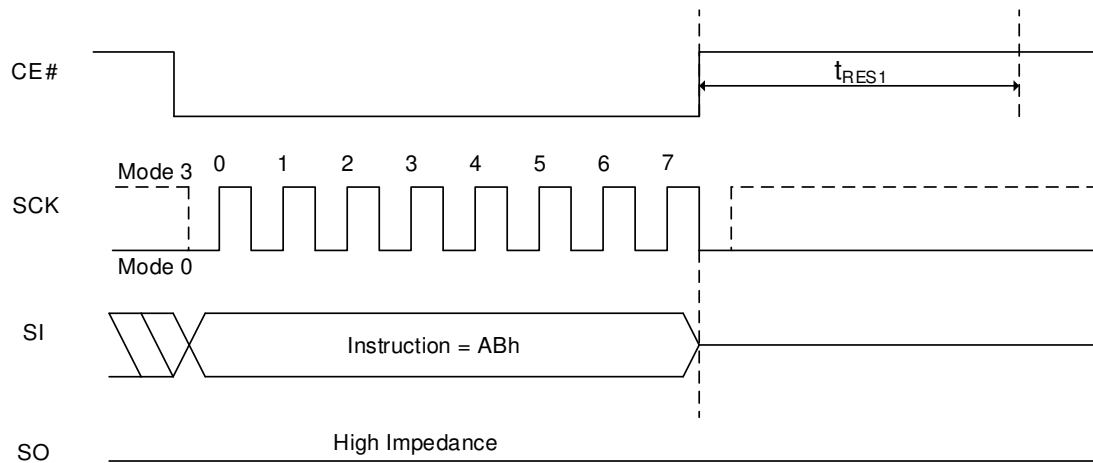 CE#
tRES1
Mode 3
0 1 2 3 4 5 6 7
SCK
Mode 0
SI
Instruction = ABh
High Impedance
SO